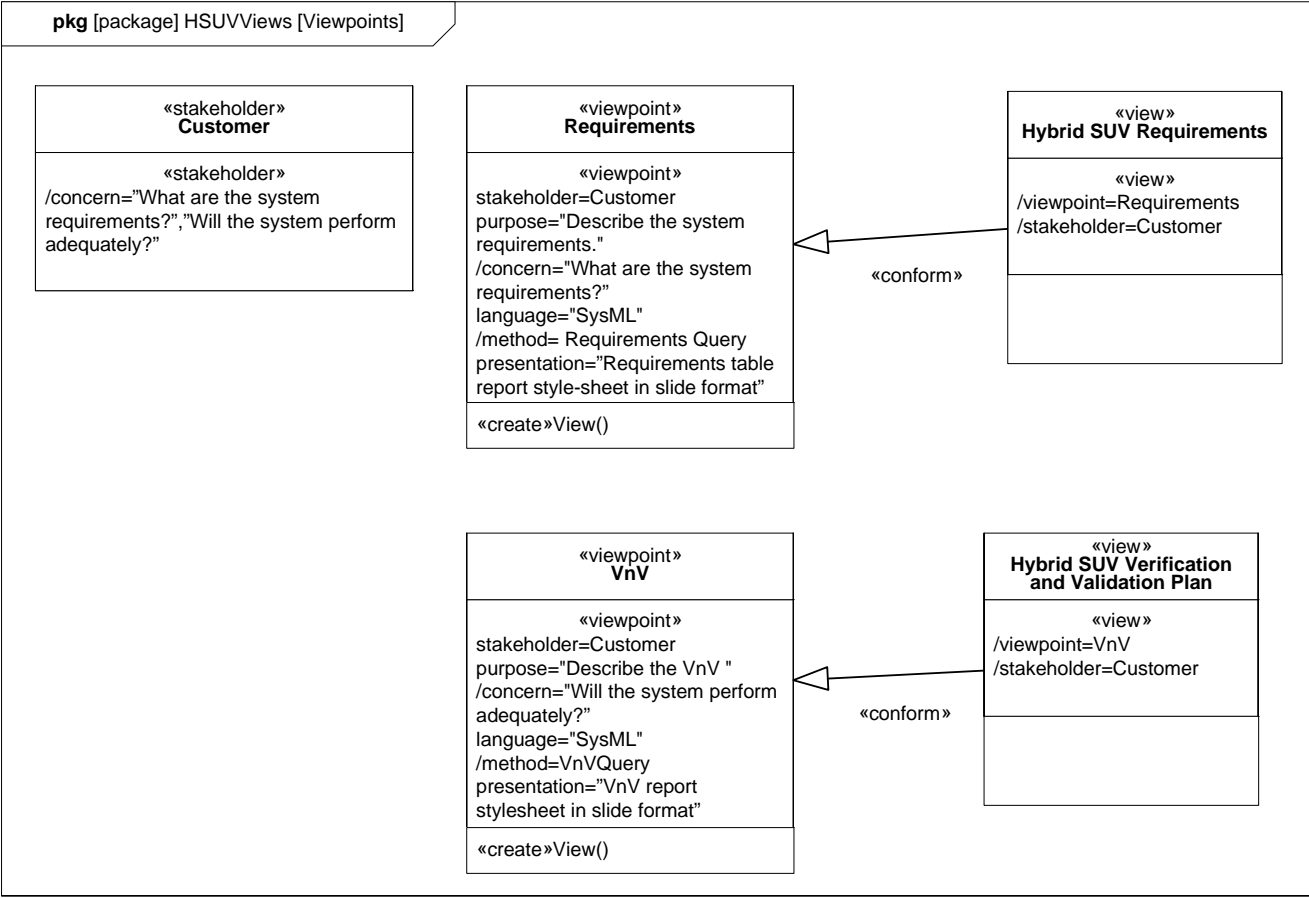 pkg [package] HSUVViews [Viewpoints]
«stakeholder»
Customer
«stakeholder»
/concern=”What are the system
requirements?”,”Will the system perform
adequately?”
«viewpoint»
Requirements
«viewpoint»
stakeholder=Customer
purpose="Describe the system
requirements."
/concern="What are the system
requirements?”
language="SysML"
/method= Requirements Query
presentation=”Requirements table
report style-sheet in slide format”
«create»View()
«conform»
«view»
Hybrid SUV Requirements
«view»
/viewpoint=Requirements
/stakeholder=Customer
«viewpoint»
VnV
«viewpoint»
stakeholder=Customer
purpose="Describe the VnV "
/concern="Will the system perform
adequately?”
language="SysML"
/method=VnVQuery
presentation=”VnV report
stylesheet in slide format”
«create»View()
«conform»
«view»
Hybrid SUV Verification
and Validation Plan
«view»
/viewpoint=VnV
/stakeholder=Customer